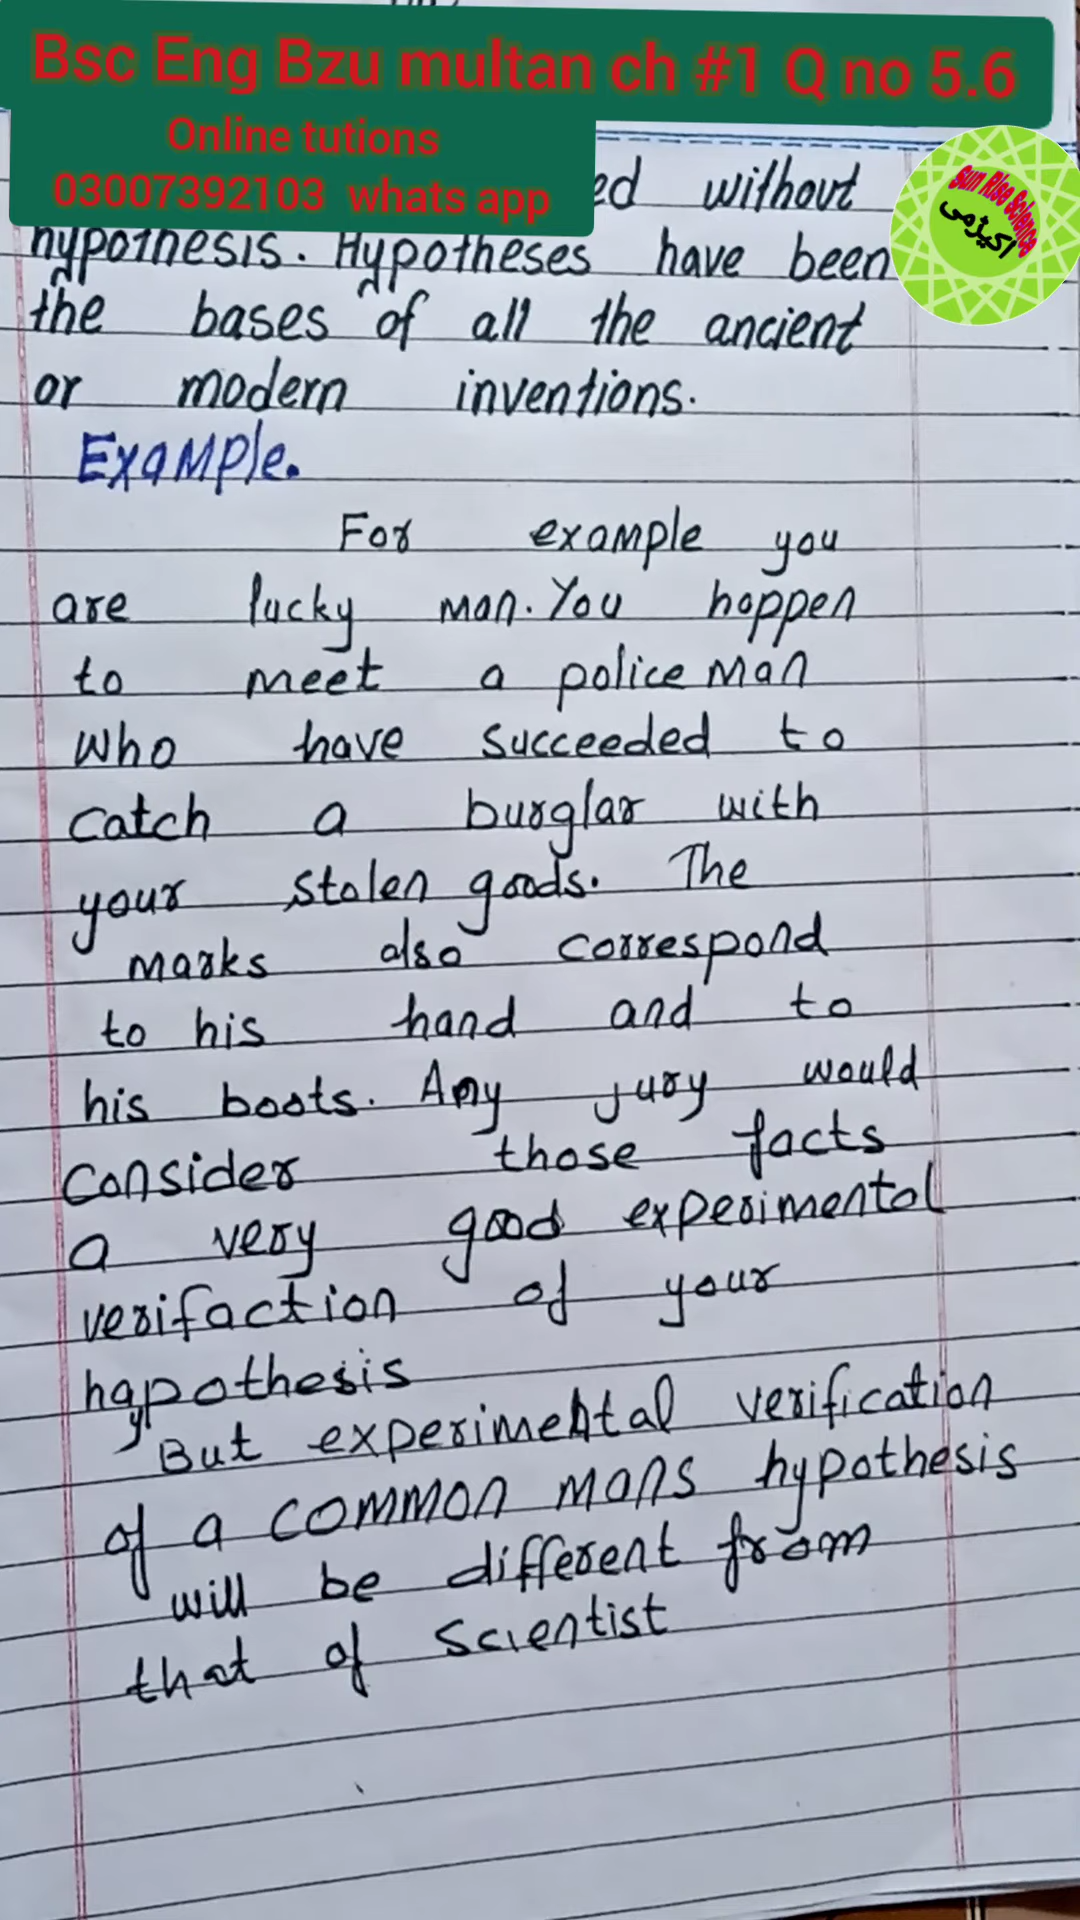 Bsc Eng Bzu multan ch #1 Q no 5.6
Online tutions
03007392103 whats app
sun Rise Science
اکیڈمی
ed without
hypothesis. Hypotheses have been
the bases of all the ancient
or modern inventions.
Example.
For example you
are lucky man. You happen
to meet a police man
who have succeeded to
catch a burglar with
your stolen goods. The
marks also correspond
to his hand and to
his boots. Any jury would
consider those facts
a very good experimental
verifaction of your
hypothesis
But experimental verification
of a common mans hypothesis
will be different from
that of scientist